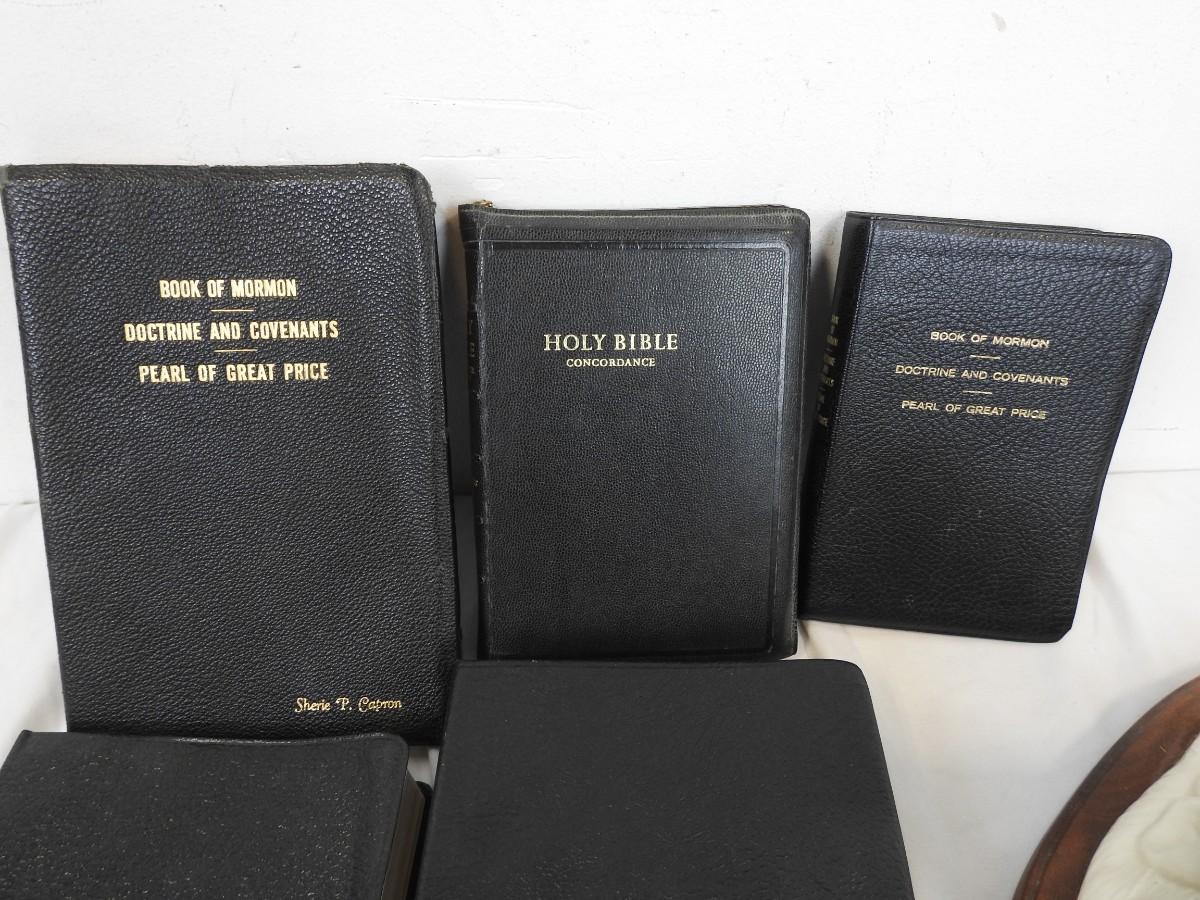 BOOK OF MORMON
DOCTRINE AND COVENANTS
PEARL OF GREAT PRICE
Sherie P. Capron
HOLY BIBLE
CONCORDANCE
BOOK OF MORMON
DOCTRINE AND COVENANTS
PEARL OF GREAT PRICE